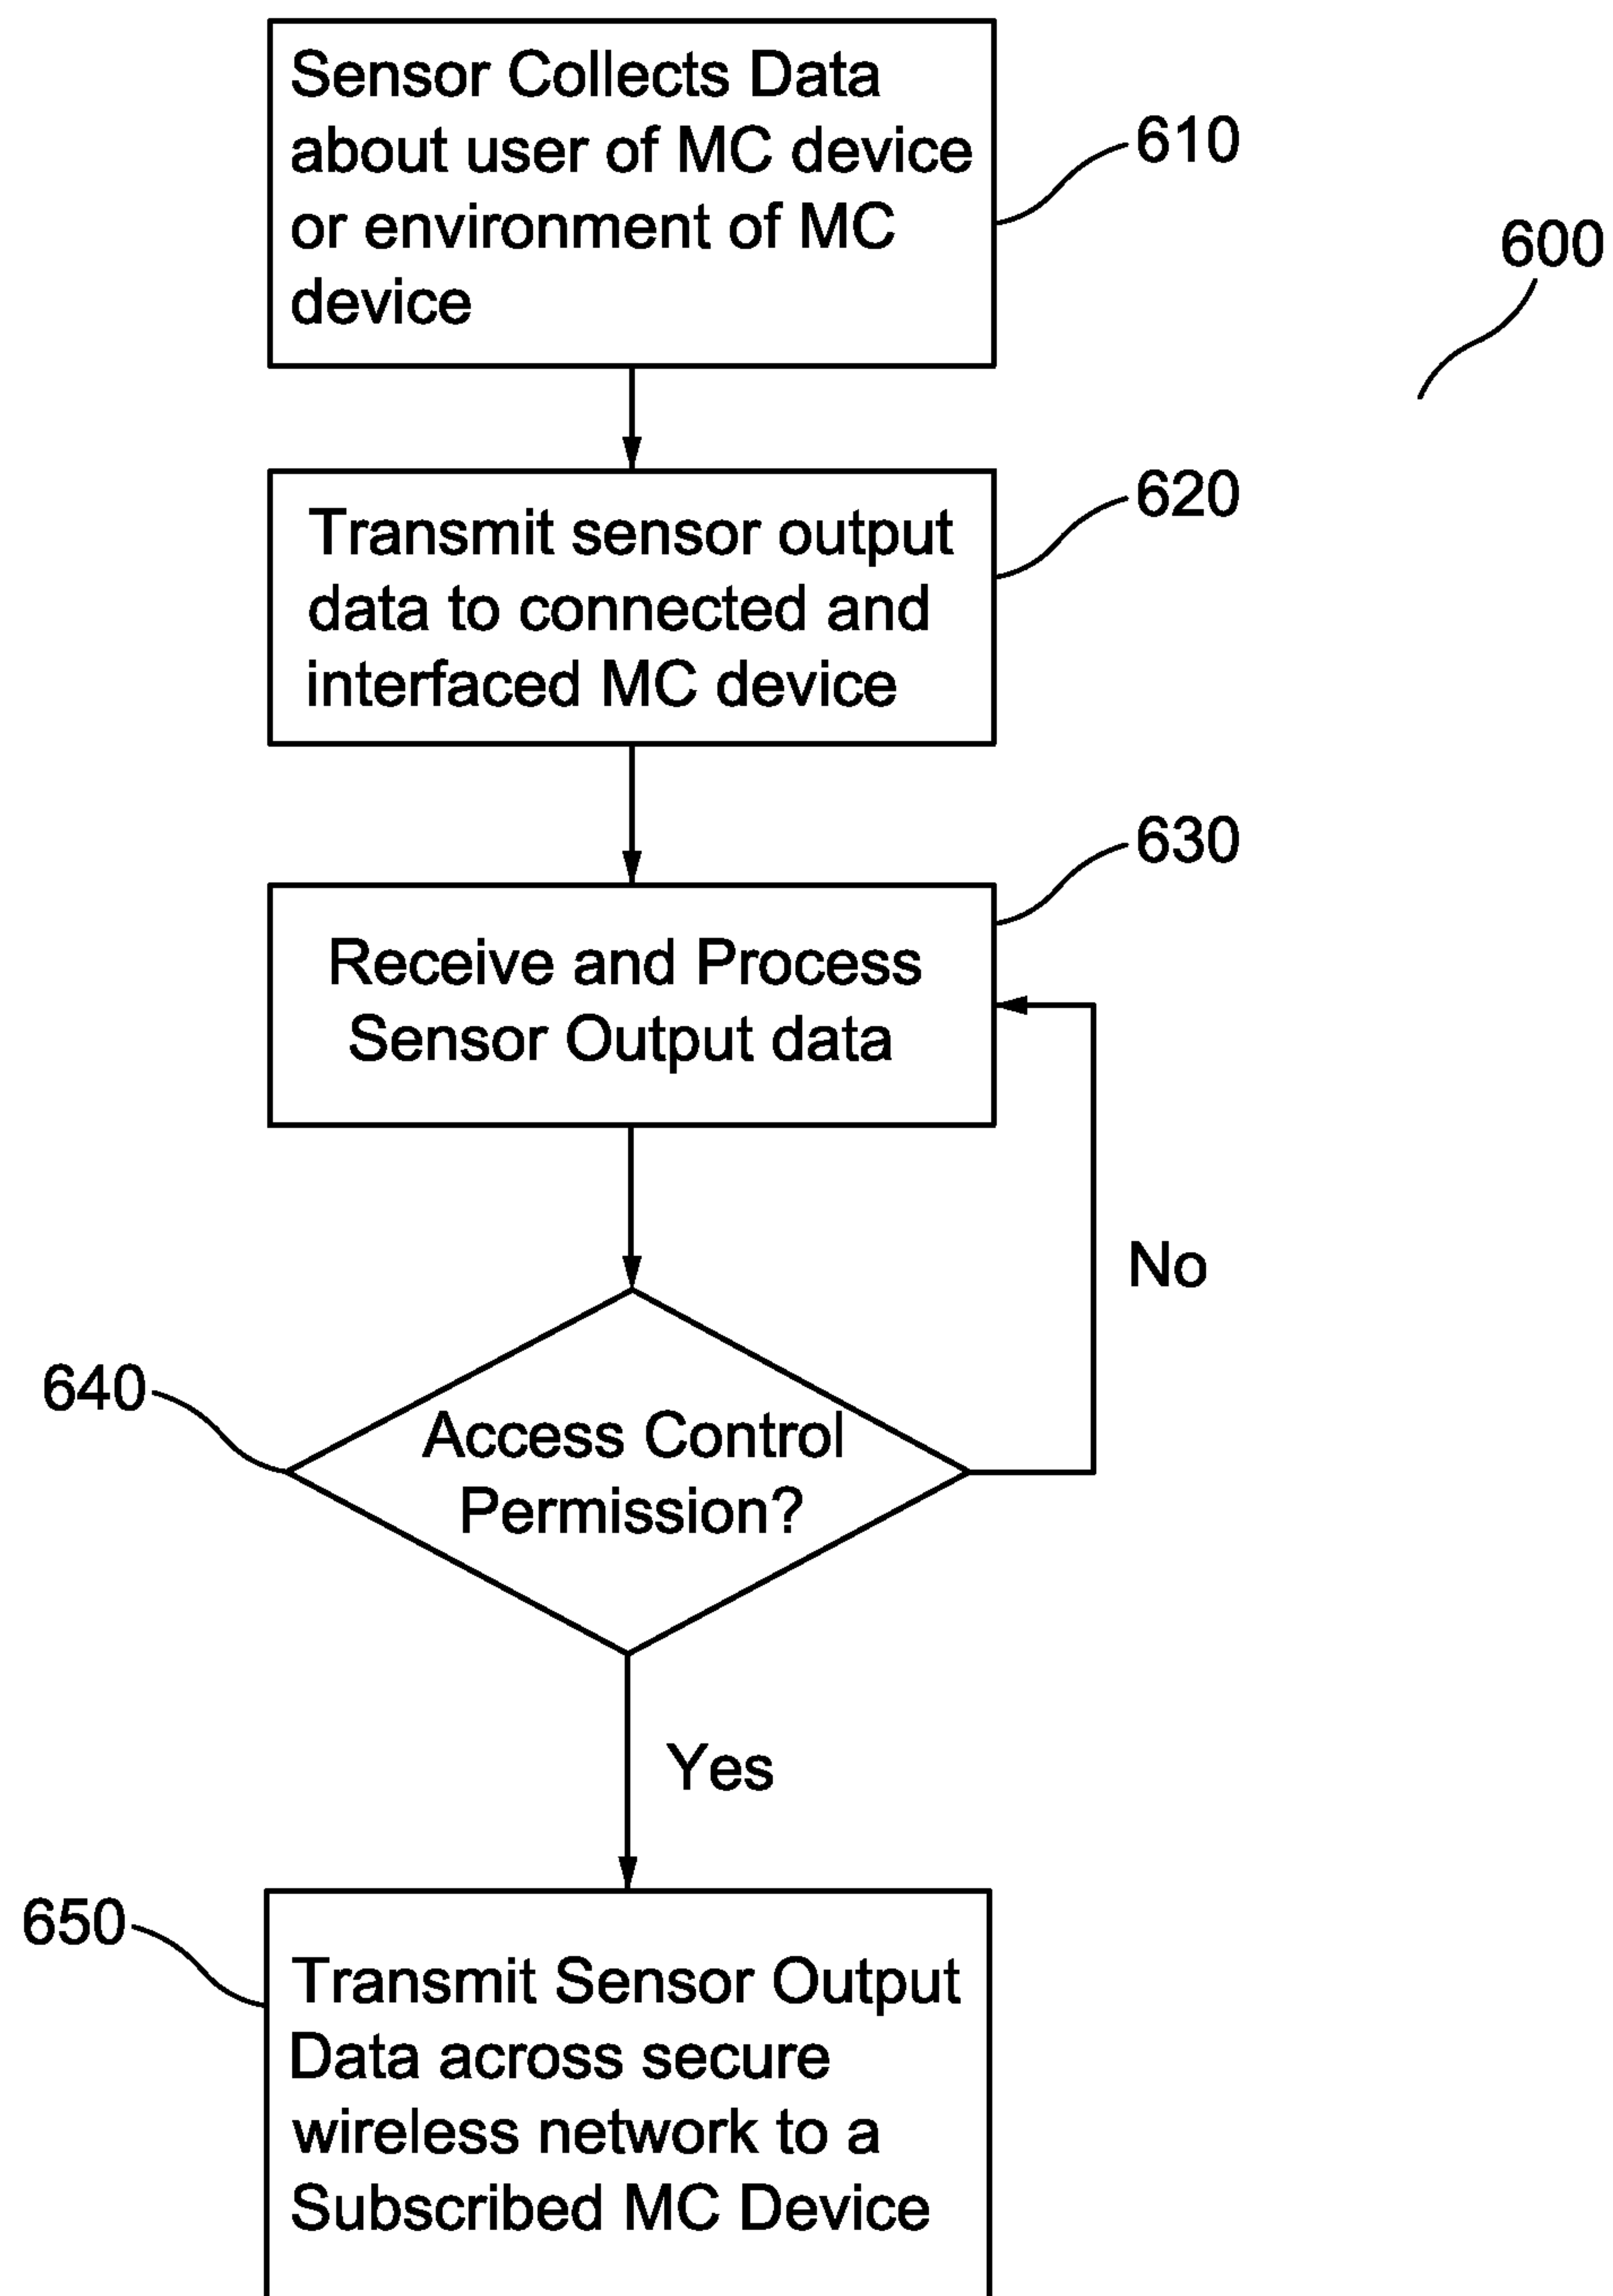 Sensor Collects Data
about user of MC device
or environment of MC
device
610
600
Transmit sensor output
data to connected and
interfaced MC device
620
630
Receive and Process
Sensor Output data
No
640
Access Control
Permission?
Yes
650
Transmit Sensor Output
Data across secure
wireless network to a
Subscribed MC Device